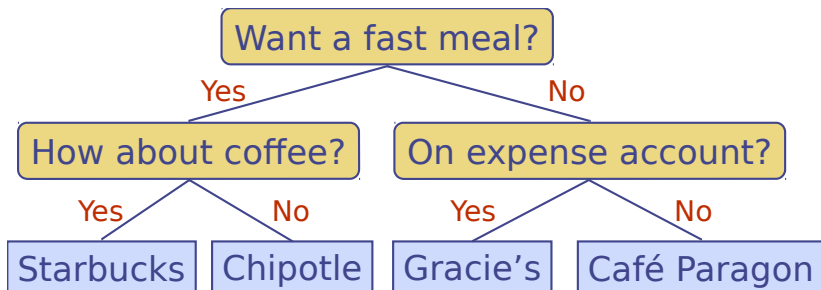 Want a fast meal?
Yes
No
How about coffee?
On expense account?
Yes
No
Yes
No
Starbucks
Chipotle
Gracie’s
Café Paragon